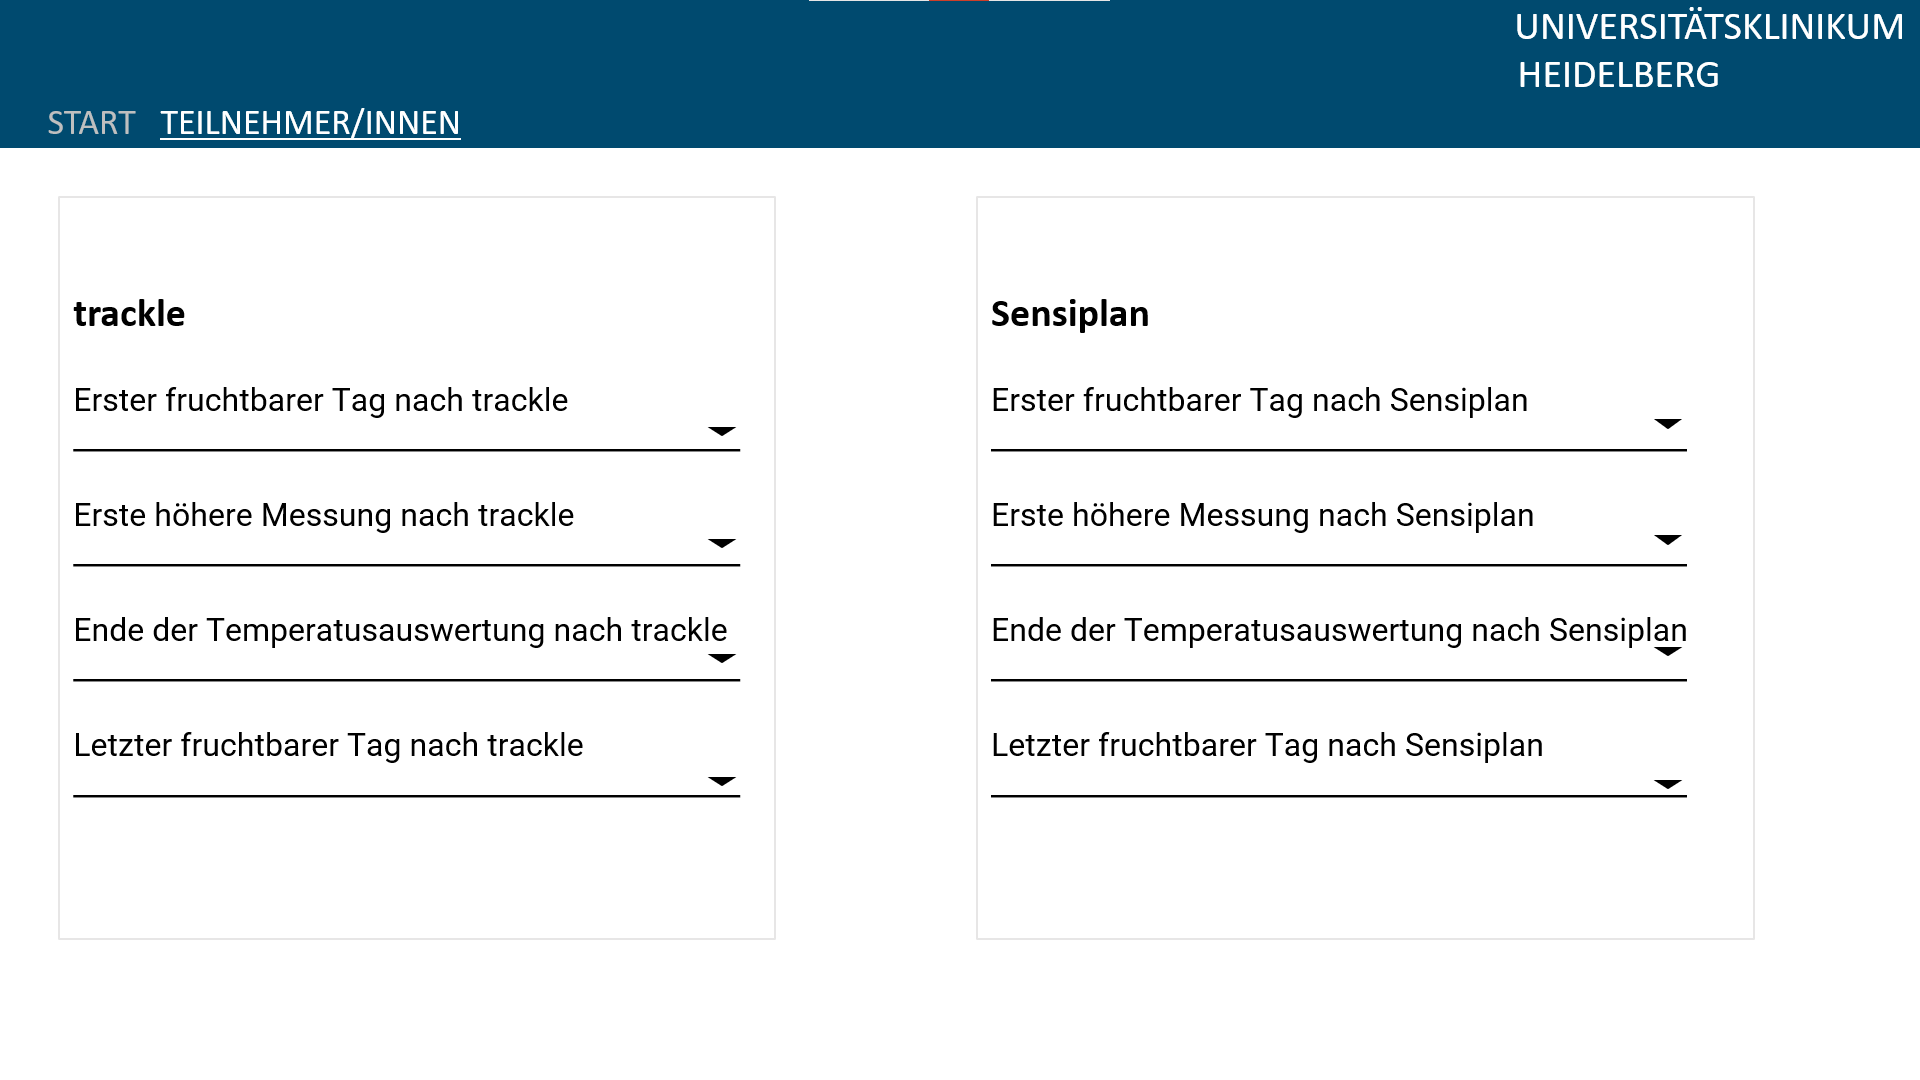 UNIVERSITÄTSKLINIKUM
HEIDELBERG
START TEILNEHMER/INNEN
trackle
Erster fruchtbarer Tag nach trackle
Erste höhere Messung nach trackle
Ende der Temperatusauswertung nach trackle
Letzter fruchtbarer Tag nach trackle
Sensiplan
Erster fruchtbarer Tag nach Sensiplan
Erste höhere Messung nach Sensiplan
Ende der Temperatusauswertung nach Sensiplan
Letzter fruchtbarer Tag nach Sensiplan